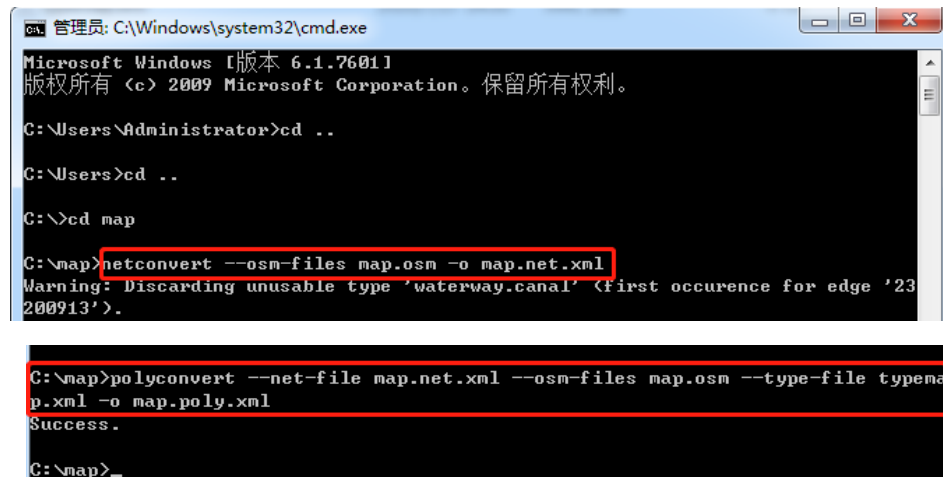 管理员: C:\Windows\system32\cmd.exe
Microsoft Windows [版本 6.1.7601]
版权所有 (c) 2009 Microsoft Corporation。保留所有权利。
C:\Users\Administrator>cd ..
C:\Users>cd ..
C:\>cd map
C:\map>netconvert --osm-files map.osm -o map.net.xml
Warning: Discarding unusable type 'waterway.canal' (first occurence for edge '23
200913').
C:\map>polyconvert --net-file map.net.xml --osm-files map.osm --type-file typema
p.xml -o map.poly.xml
Success.
C:\map>_